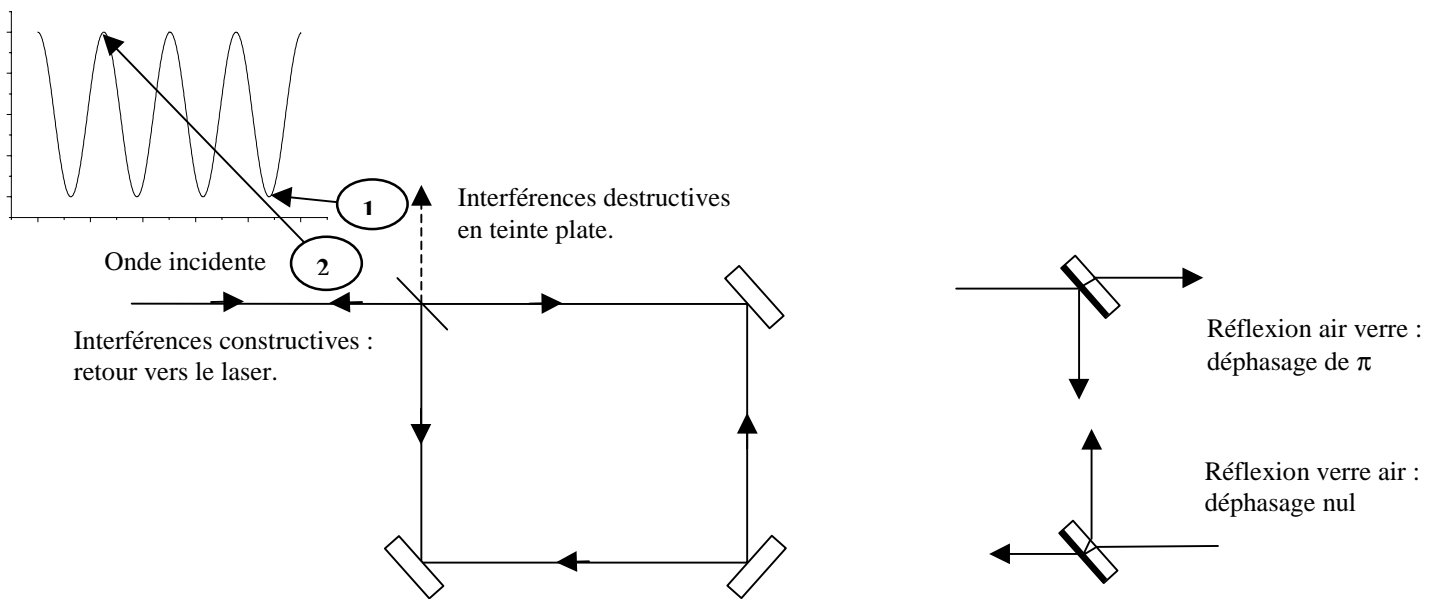 1
Interférences destructives
en teinte plate.
Onde incidente
2
Interférences constructives :
retour vers le laser.
Réflexion air verre :
déphasage de π
Réflexion verre air :
déphasage nul